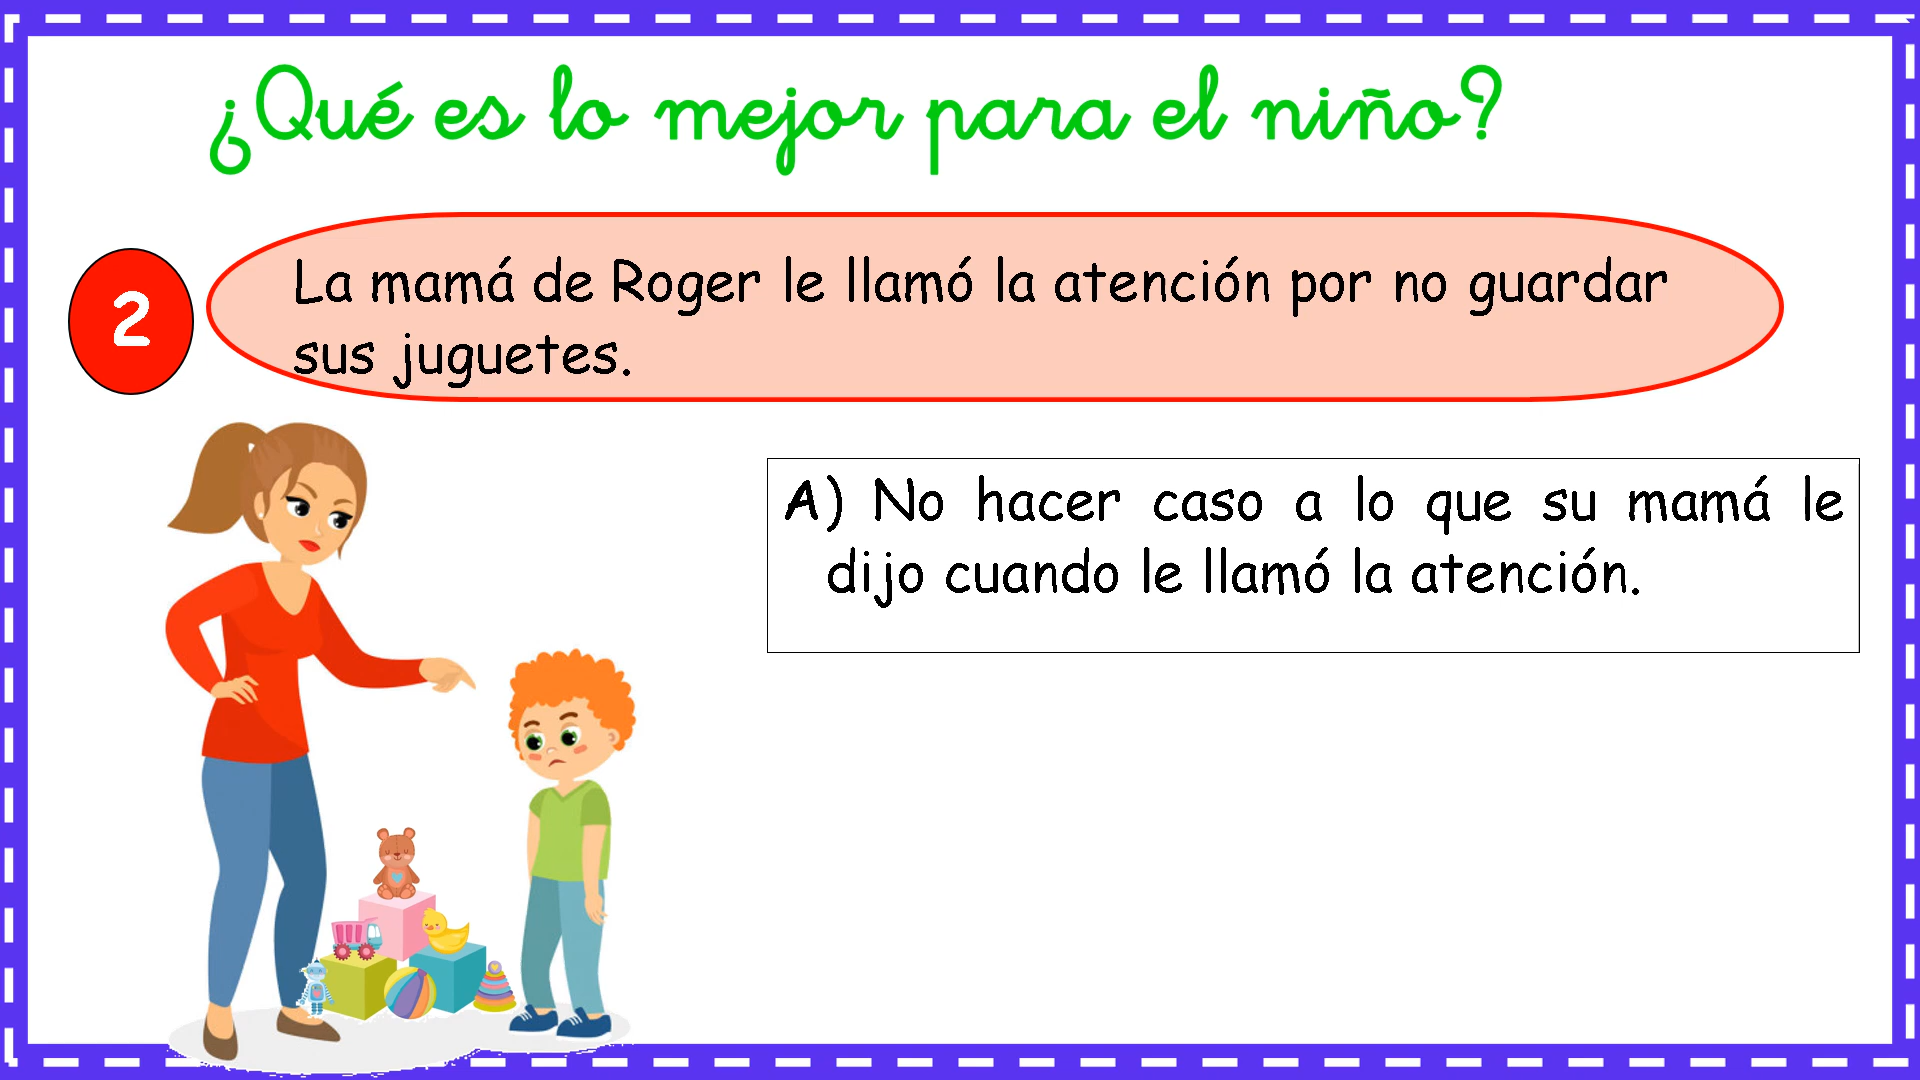 ¿Qué es lo mejor para el niño?
2
La mamá de Roger le llamó la atención por no guardar
sus juguetes.
A) No hacer caso a lo que su mamá le
dijo cuando le llamó la atención.